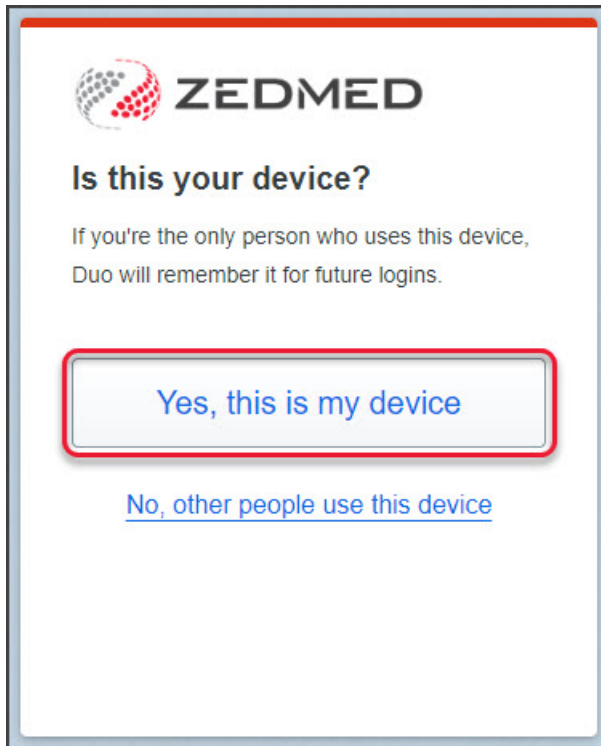 ZEDMED
Is this your device?
If you're the only person who uses this device,
Duo will remember it for future logins.
Yes, this is my device
No, other people use this device